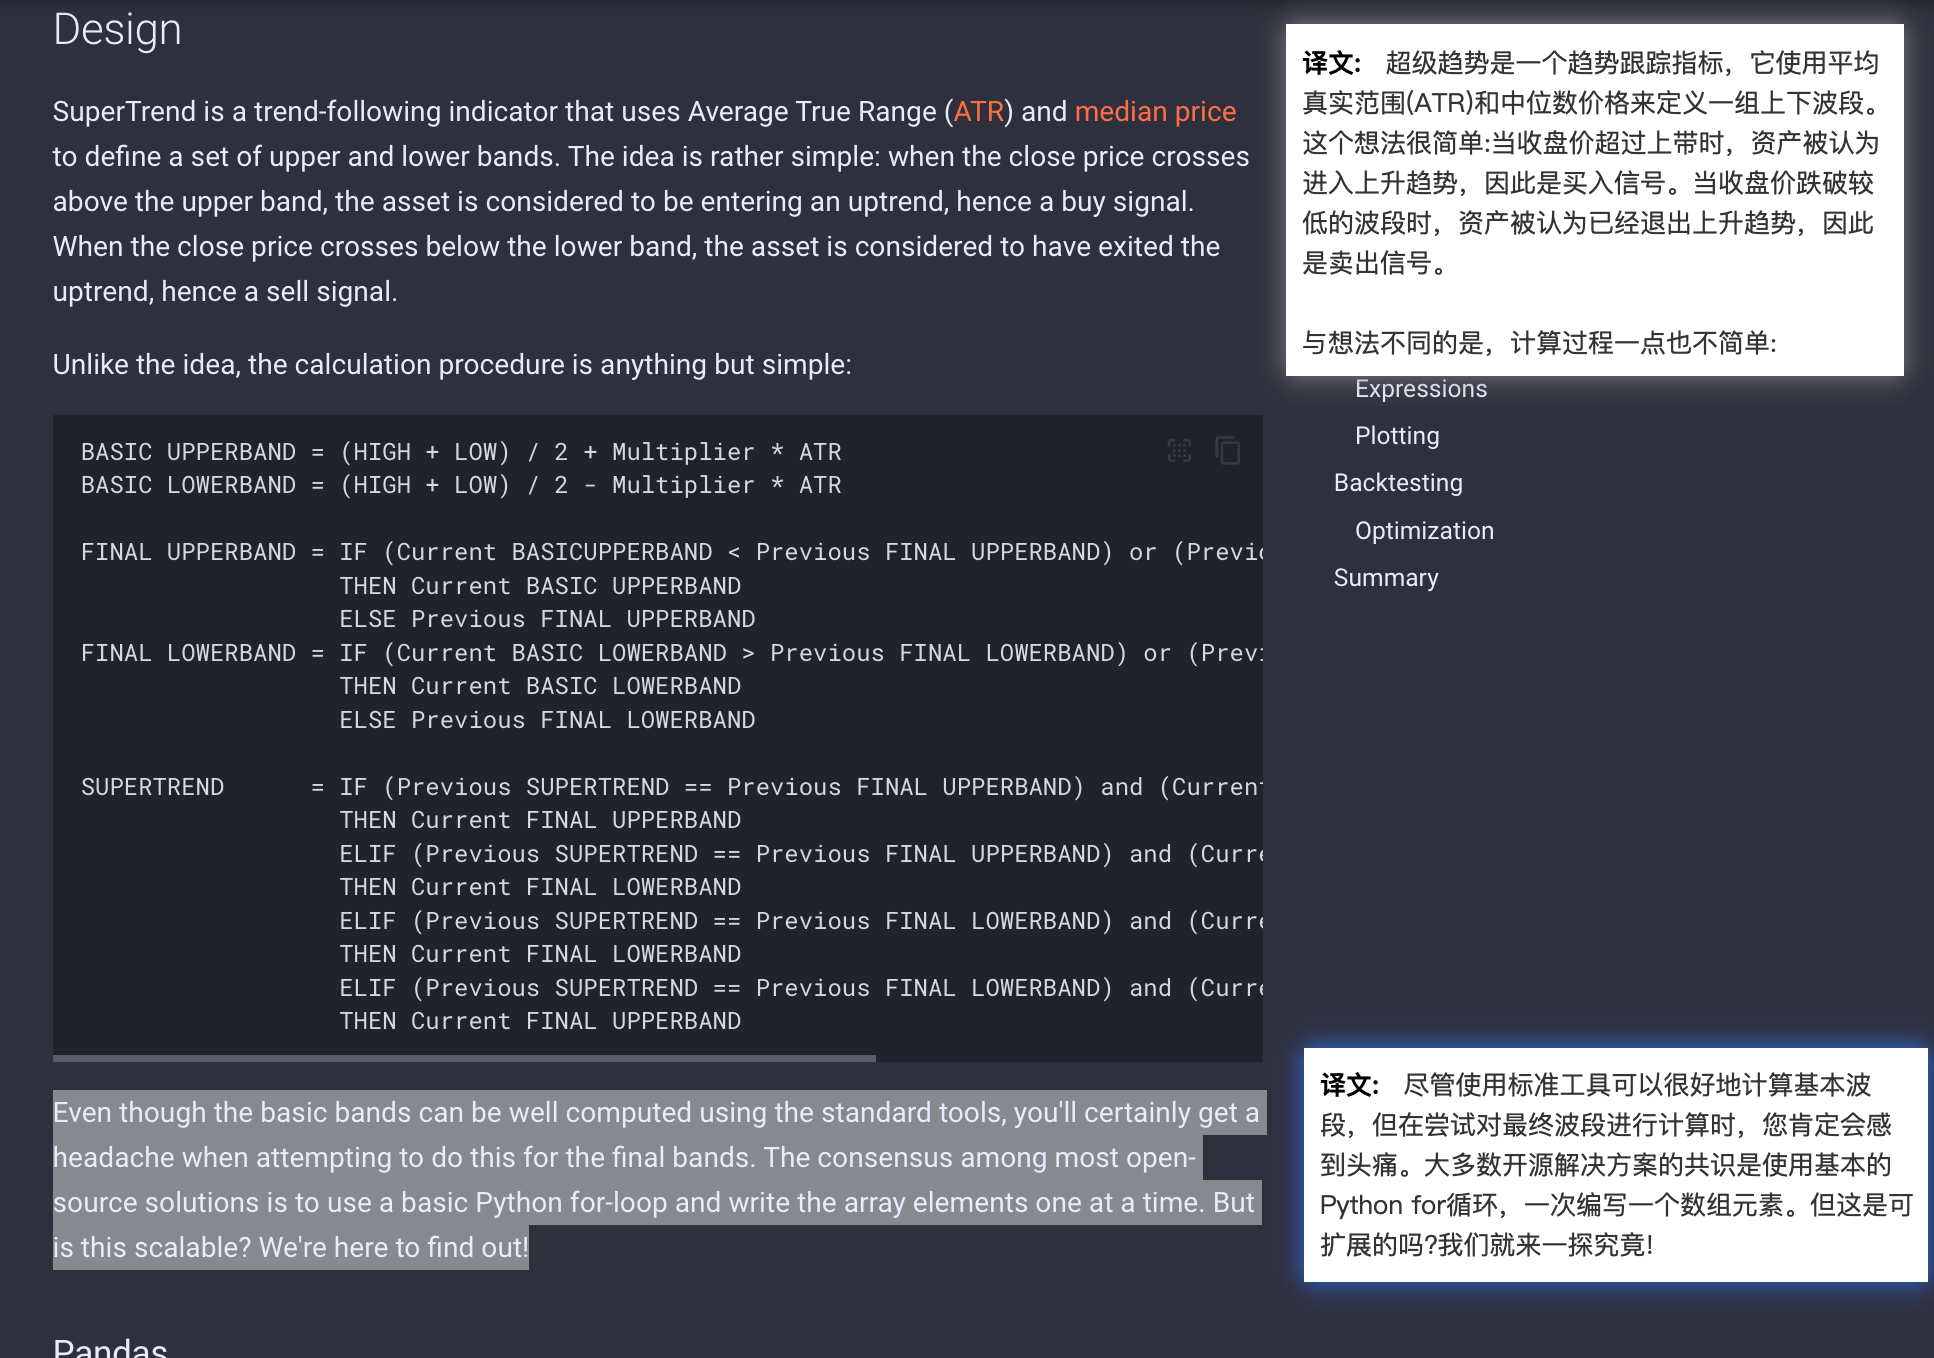 Design
SuperTrend is a trend-following indicator that uses Average True Range (ATR) and median price
to define a set of upper and lower bands. The idea is rather simple: when the close price crosses
above the upper band, the asset is considered to be entering an uptrend, hence a buy signal.
When the close price crosses below the lower band, the asset is considered to have exited the
uptrend, hence a sell signal.
Unlike the idea, the calculation procedure is anything but simple:
BASIC UPPERBAND = (HIGH + LOW) / 2 + Multiplier * ATR
BASIC LOWERBAND = (HIGH + LOW) / 2 - Multiplier * ATR
FINAL UPPERBAND = IF (Current BASICUPPERBAND < Previous FINAL UPPERBAND) or (Previo
THEN Current BASIC UPPERBAND
ELSE Previous FINAL UPPERBAND
FINAL LOWERBAND = IF (Current BASIC LOWERBAND > Previous FINAL LOWERBAND) or (Previ
THEN Current BASIC LOWERBAND
ELSE Previous FINAL LOWERBAND
SUPERTREND = IF (Previous SUPERTREND == Previous FINAL UPPERBAND) and (Current
THEN Current FINAL UPPERBAND
ELIF (Previous SUPERTREND == Previous FINAL UPPERBAND) and (Curre
THEN Current FINAL LOWERBAND
ELIF (Previous SUPERTREND == Previous FINAL LOWERBAND) and (Curre
THEN Current FINAL LOWERBAND
ELIF (Previous SUPERTREND == Previous FINAL LOWERBAND) and (Curre
THEN Current FINAL UPPERBAND
Even though the basic bands can be well computed using the standard tools, you'll certainly get a
headache when attempting to do this for the final bands. The consensus among most open-
source solutions is to use a basic Python for-loop and write the array elements one at a time. But
is this scalable? We're here to find out!
Pandas
译文: 超级趋势是一个趋势跟踪指标，它使用平均
真实范围(ATR)和中位数价格来定义一组上下波段。
这个想法很简单:当收盘价超过上带时，资产被认为
进入上升趋势，因此是买入信号。当收盘价跌破较
低的波段时，资产被认为已经退出上升趋势，因此
是卖出信号。
与想法不同的是，计算过程一点也不简单:
Expressions
Plotting
Backtesting
Optimization
Summary
译文: 尽管使用标准工具可以很好地计算基本波
段，但在尝试对最终波段进行计算时，您肯定会感
到头痛。大多数开源解决方案的共识是使用基本的
Python for循环，一次编写一个数组元素。但这是可
扩展的吗?我们就来一探究竟!